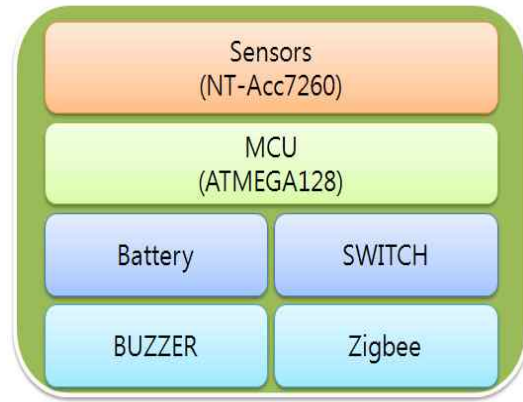 Sensors
(NT-Acc7260)
MCU
(ATMEGA128)
Battery
SWITCH
BUZZER
Zigbee